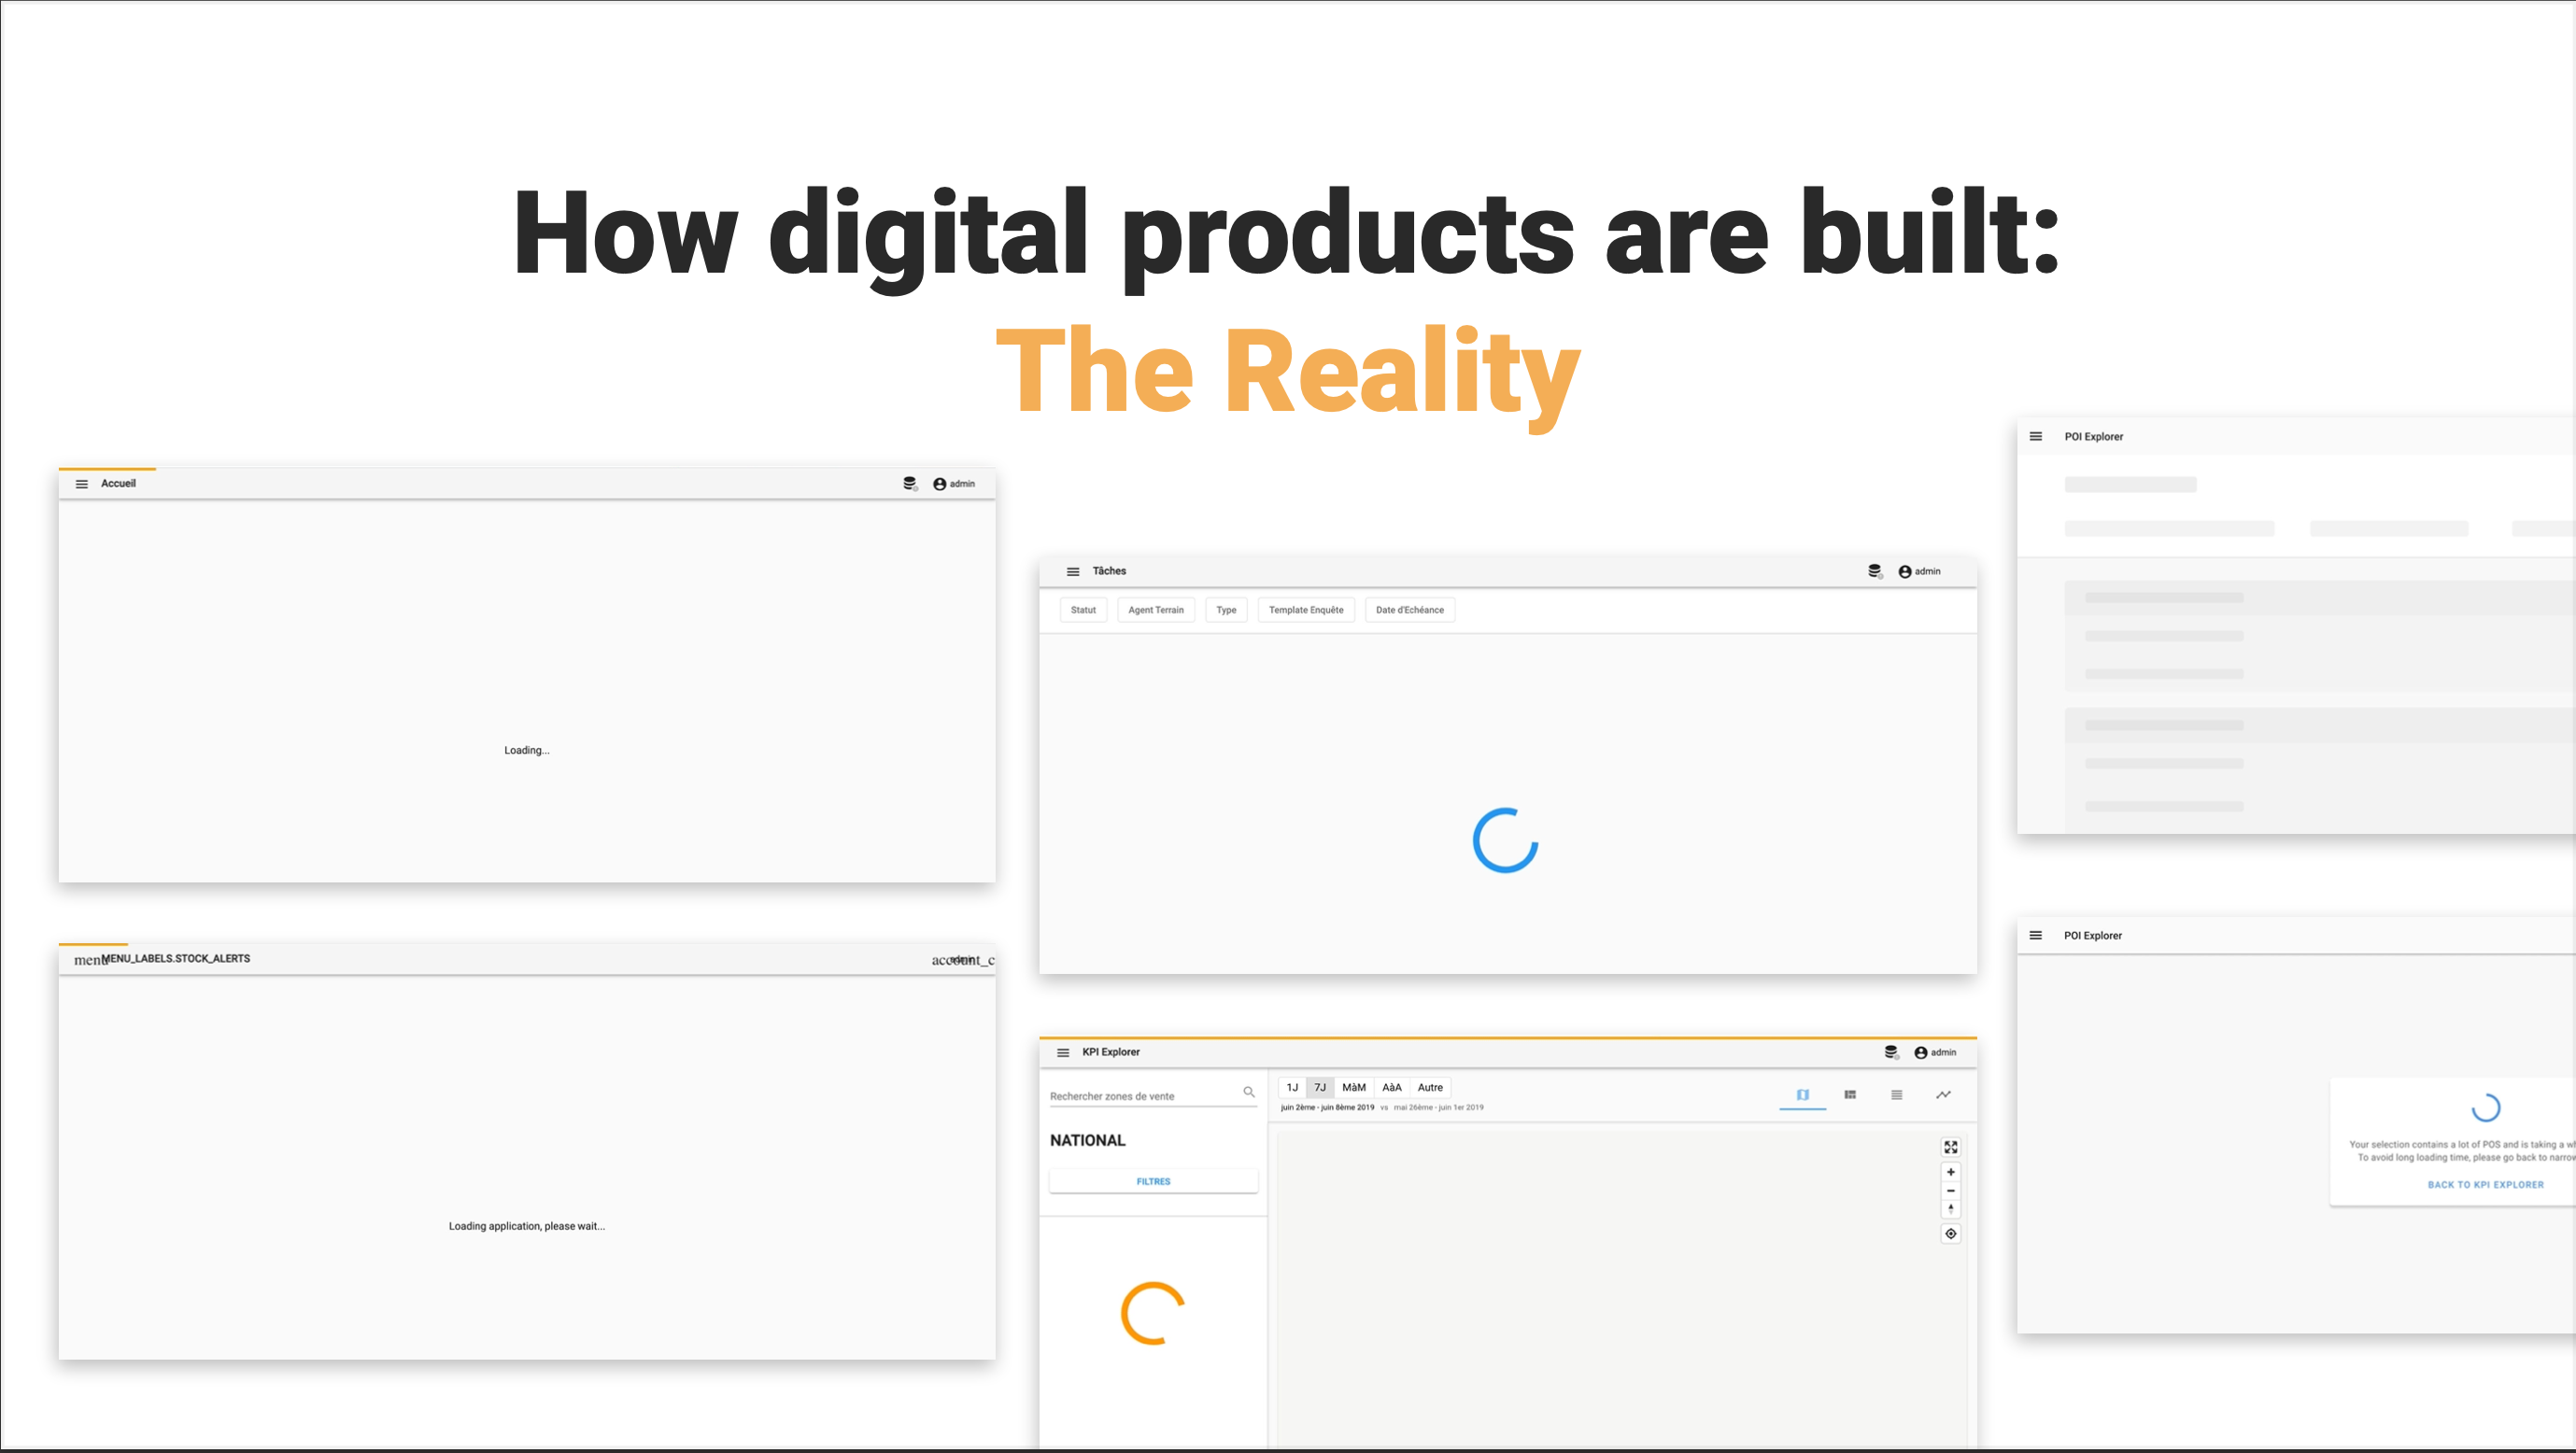 How digital products are built:
The Reality
Accueil
admin
Loading...
MENU_LABELS.STOCK_ALERTS
menu
account_c
Loading application, please wait...
Tâches
admin
Statut
Agent Terrain
Type
Template Enquête
Date d'Echéance
KPI Explorer
admin
Rechercher zones de vente
NATIONAL
FILTRES
1J
7J
MàM
AàA
Autre
juin 2ème - juin 8ème 2019 vs mai 26ème - juin 1er 2019
POI Explorer
POI Explorer
Your selection contains a lot of POS and is taking a
To avoid long loading time, please go back to
BACK TO KPI EXPLORER